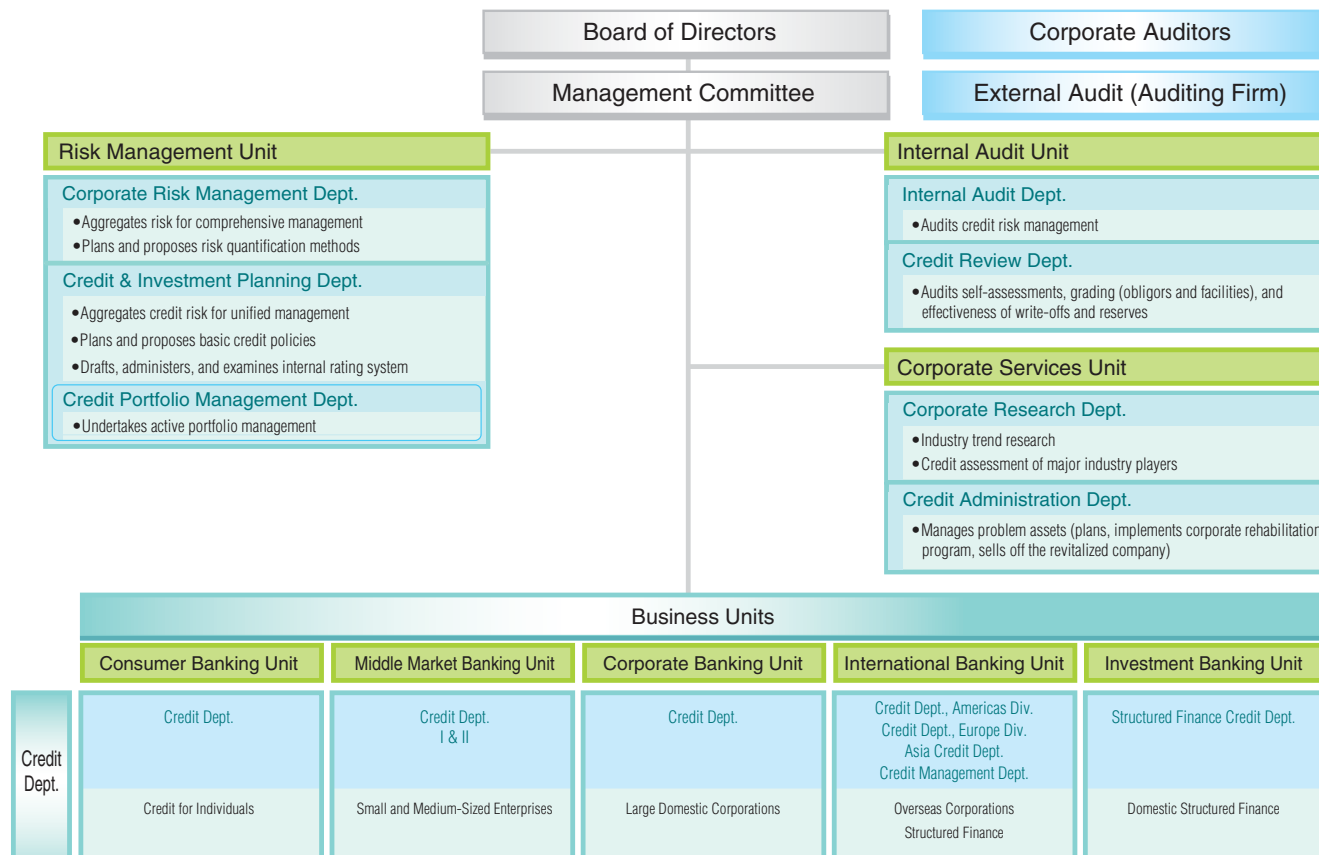 Board of Directors
Corporate Auditors
Management Committee
External Audit (Auditing Firm)
Risk Management Unit
Corporate Risk Management Dept.
•Aggregates risk for comprehensive management
•Plans and proposes risk quantification methods
Credit & Investment Planning Dept.
•Aggregates credit risk for unified management
•Plans and proposes basic credit policies
•Drafts, administers, and examines internal rating system
Credit Portfolio Management Dept.
•Undertakes active portfolio management
Internal Audit Unit
Internal Audit Dept.
•Audits credit risk management
Credit Review Dept.
•Audits self-assessments, grading (obligors and facilities), and
effectiveness of write-offs and reserves
Corporate Services Unit
Corporate Research Dept.
•Industry trend research
•Credit assessment of major industry players
Credit Administration Dept.
•Manages problem assets (plans, implements corporate rehabilitation
program, sells off the revitalized company)
Business Units
Consumer Banking Unit
Middle Market Banking Unit
Corporate Banking Unit
International Banking Unit
Investment Banking Unit
Credit
Dept.
Credit Dept.
Credit Dept.
I & II
Credit Dept.
Credit Dept., Americas Div.
Credit Dept., Europe Div.
Asia Credit Dept.
Credit Management Dept.
Structured Finance Credit Dept.
Credit for Individuals
Small and Medium-Sized Enterprises
Large Domestic Corporations
Overseas Corporations
Structured Finance
Domestic Structured Finance